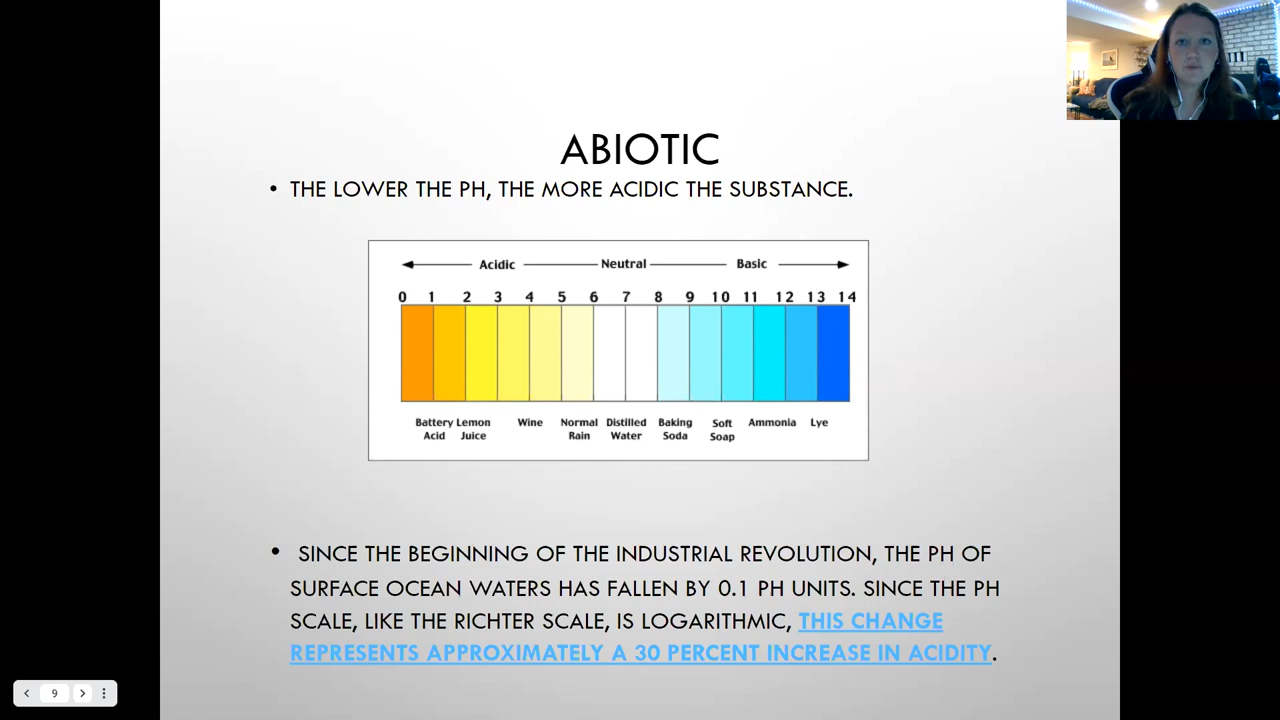 ABIOTIC
• THE LOWER THE PH, THE MORE ACIDIC THE SUBSTANCE.
Acidic Neutral Basic
0 1 2 3 4 5 6 7 8 9 10 11 12 13 14
Battery Acid Lemon Juice Wine Normal Rain Distilled Water Baking Soda Soft Soap Ammonia Lye
• SINCE THE BEGINNING OF THE INDUSTRIAL REVOLUTION, THE PH OF
SURFACE OCEAN WATERS HAS FALLEN BY 0.1 PH UNITS. SINCE THE PH
SCALE, LIKE THE RICHTER SCALE, IS LOGARITHMIC, THIS CHANGE
REPRESENTS APPROXIMATELY A 30 PERCENT INCREASE IN ACIDITY.
9